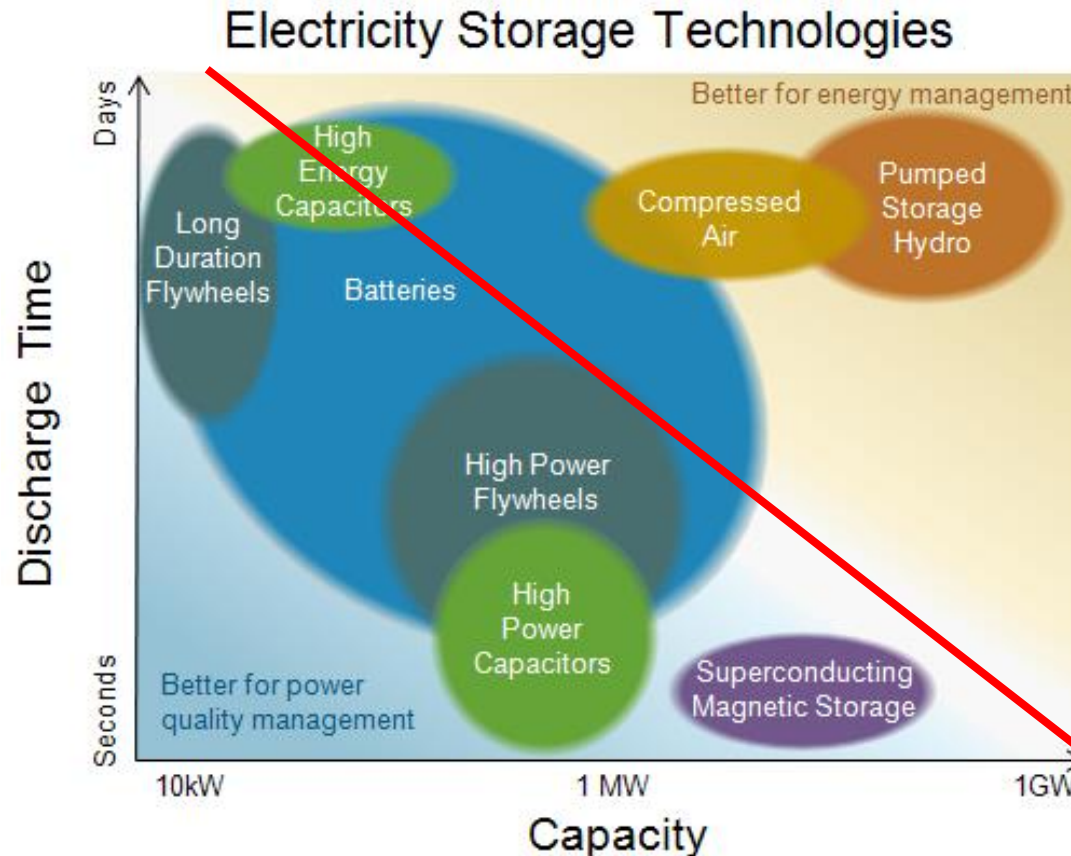 Electricity Storage Technologies
Better for energy management
Days
High
Energy
Capacitors
Long
Duration
Flywheels
Compressed
Air
Pumped
Storage
Hydro
Batteries
Discharge Time
High Power
Flywheels
High
Power
Capacitors
Superconducting
Magnetic Storage
Better for power
quality management
Seconds
10kW
1 MW
1GW
Capacity